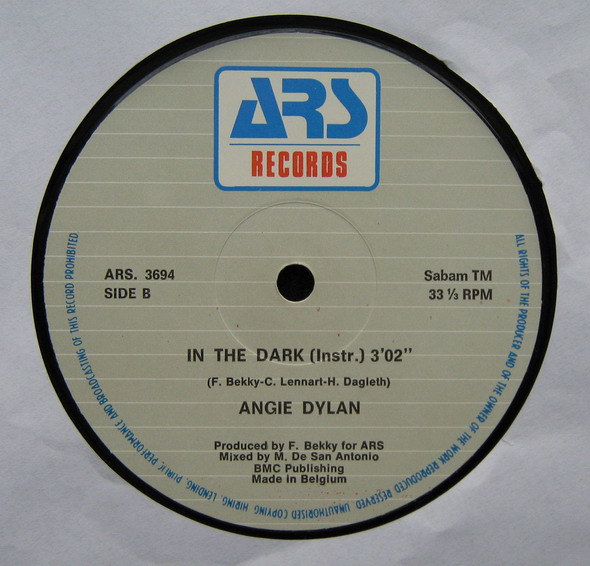 ARS
RECORDS
ARS. 3694
SIDE B
Sabam TM
33 ⅓ RPM
IN THE DARK (Instr.) 3'02"
(F. Bekky-C. Lennart-H. Dagleth)
ANGIE DYLAN
Produced by F. Bekky for ARS
Mixed by M. De San Antonio
BMC Publishing
Made in Belgium
ALL RIGHTS OF THE PRODUCER AND OF THE OWNER OF THE WORK REPRODUCED RESERVED UNAUTHORISED COPYING HIRING, LENDING, PUBLIC PERFORMANCE AND BROADCASTING OF THIS RECORD PROHIBITED